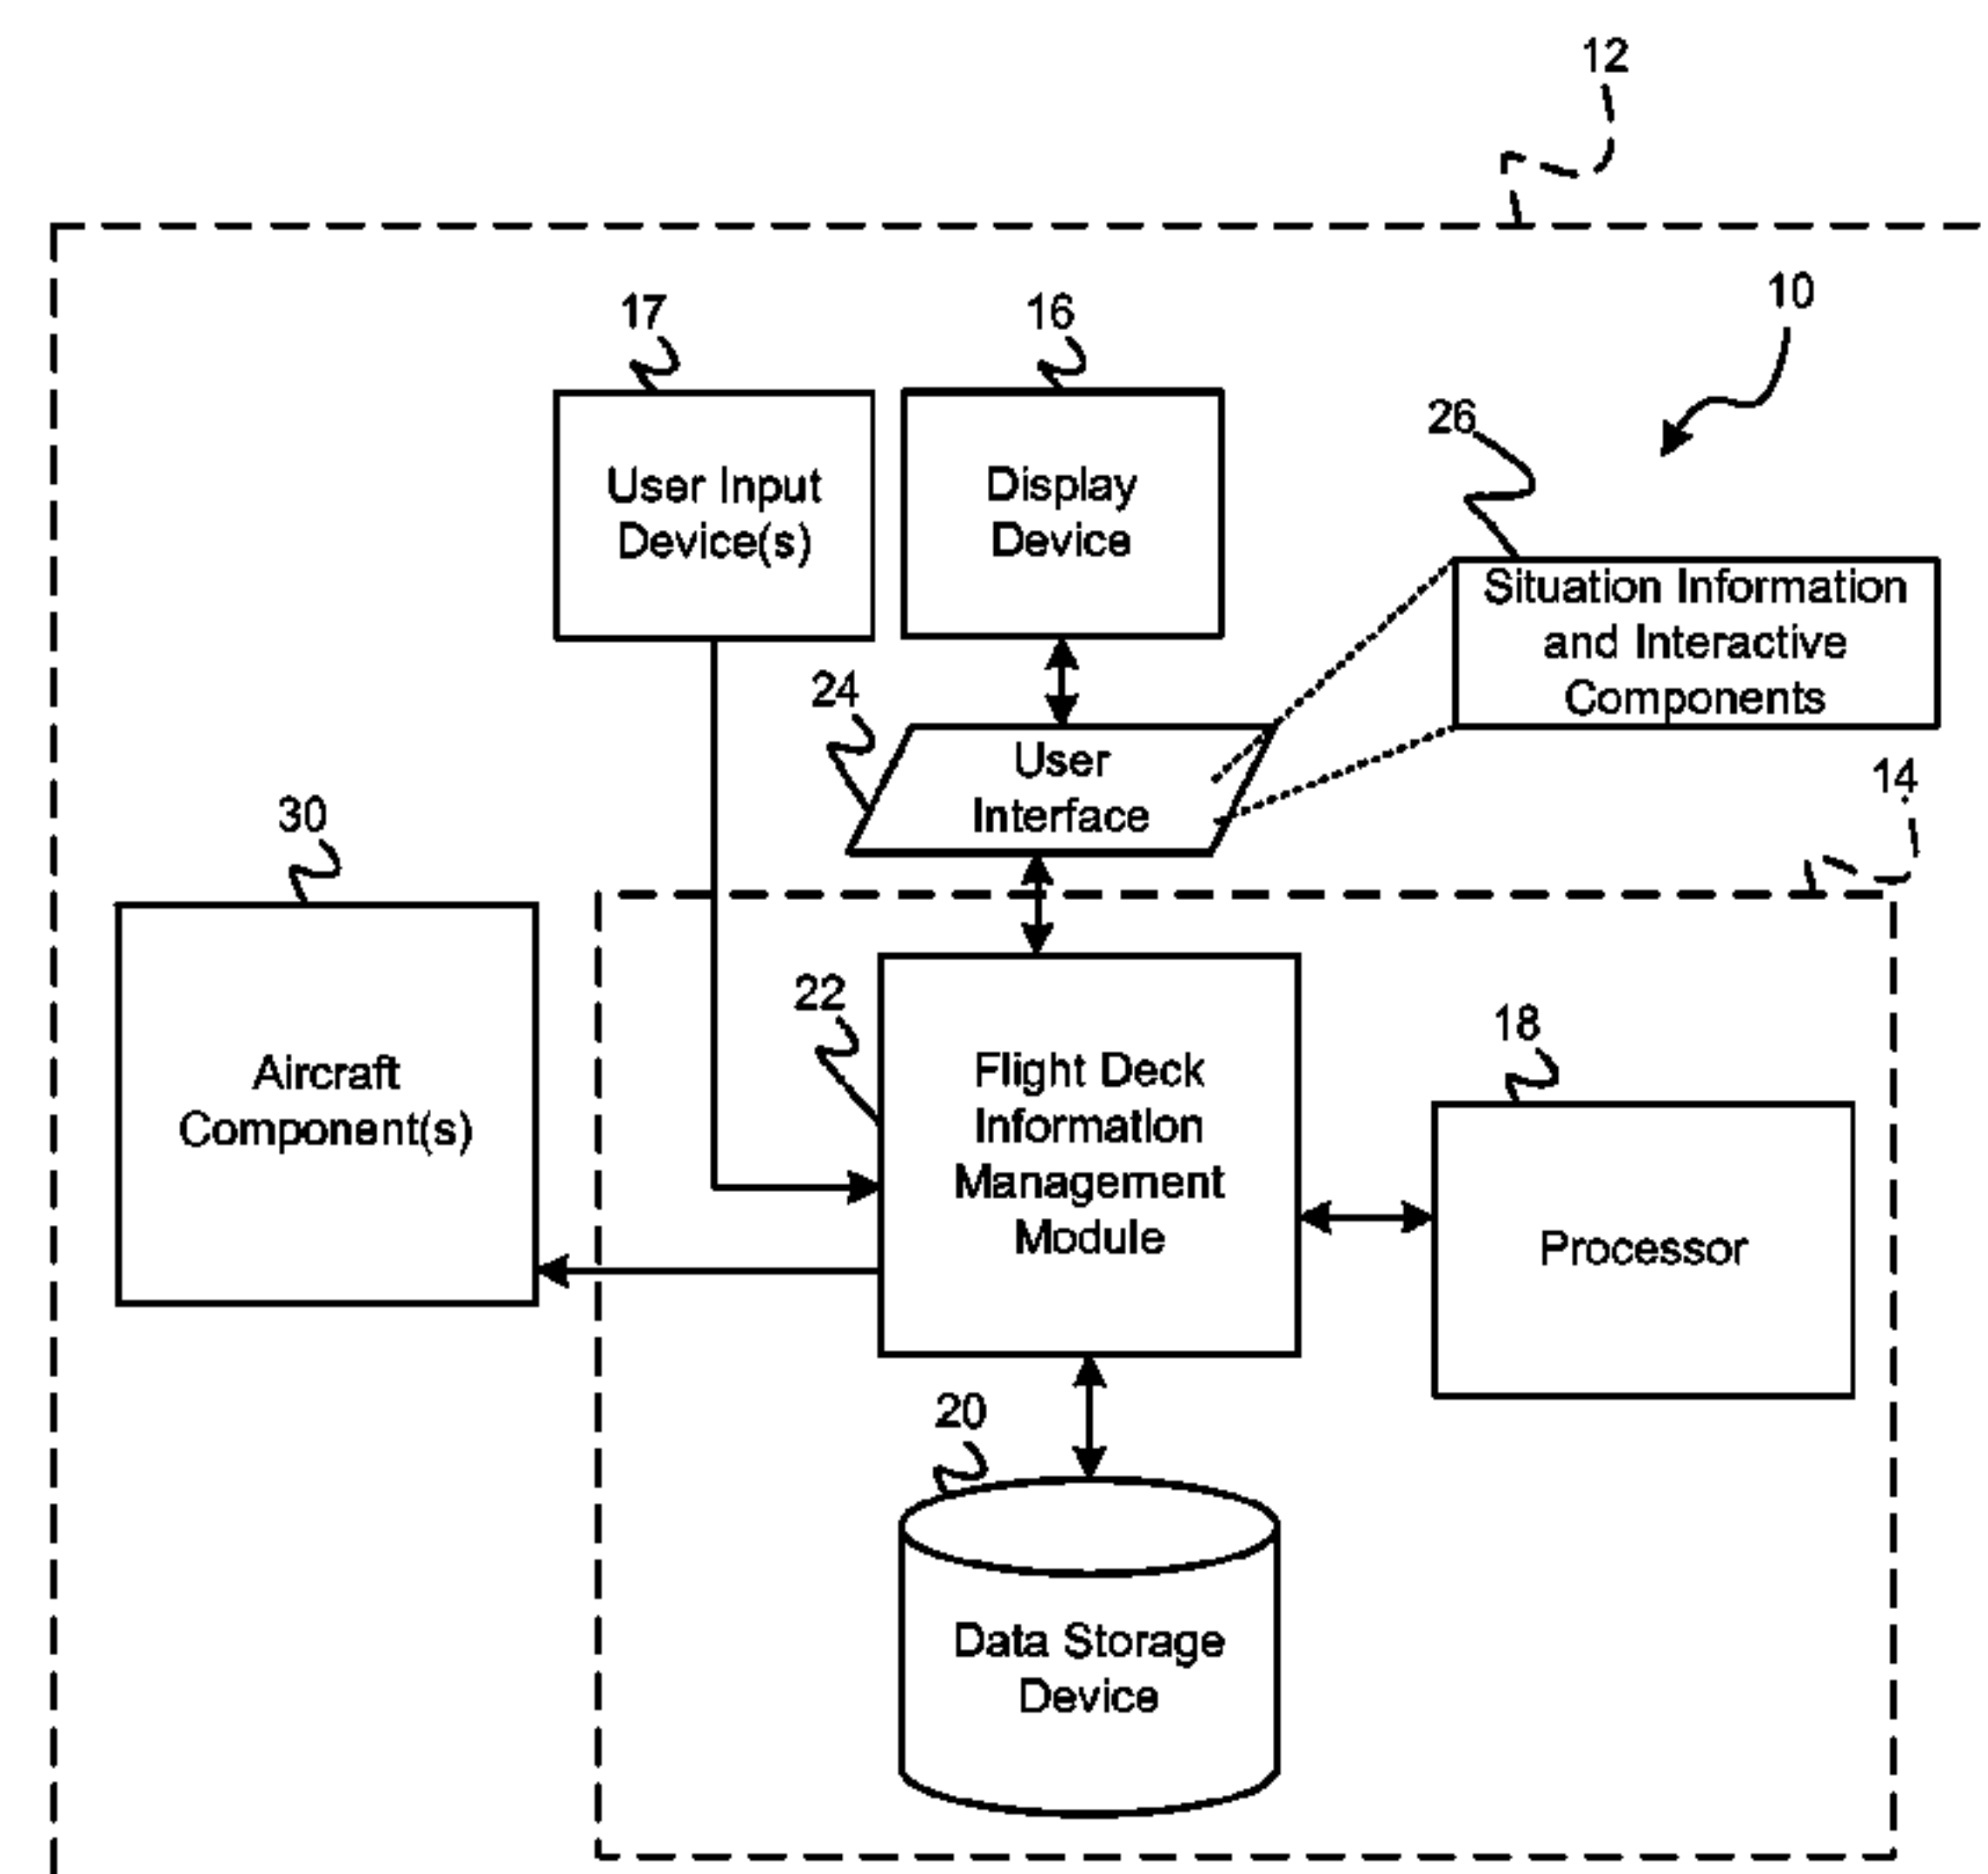 12
10
17
16
26
User Input
Device(s)
Display
Device
Situation Information
and Interactive
Components
24
User
Interface
14
30
22
18
Aircraft
Component(s)
Flight Deck
Information
Management
Module
Processor
20
Data Storage
Device